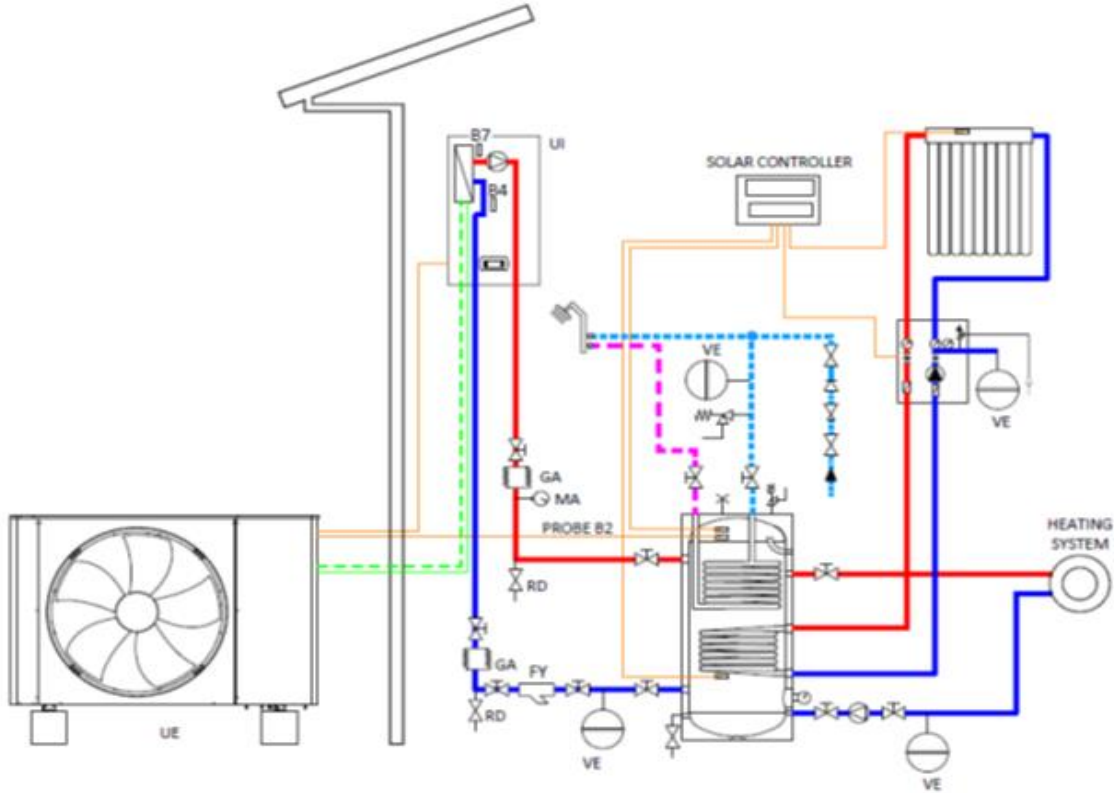 B7
UI
B4
SOLAR CONTROLLER
VE
VE
GA
MA
PROBE B2
HEATING
SYSTEM
RD
GA
FY
RD
UE
VE
VE